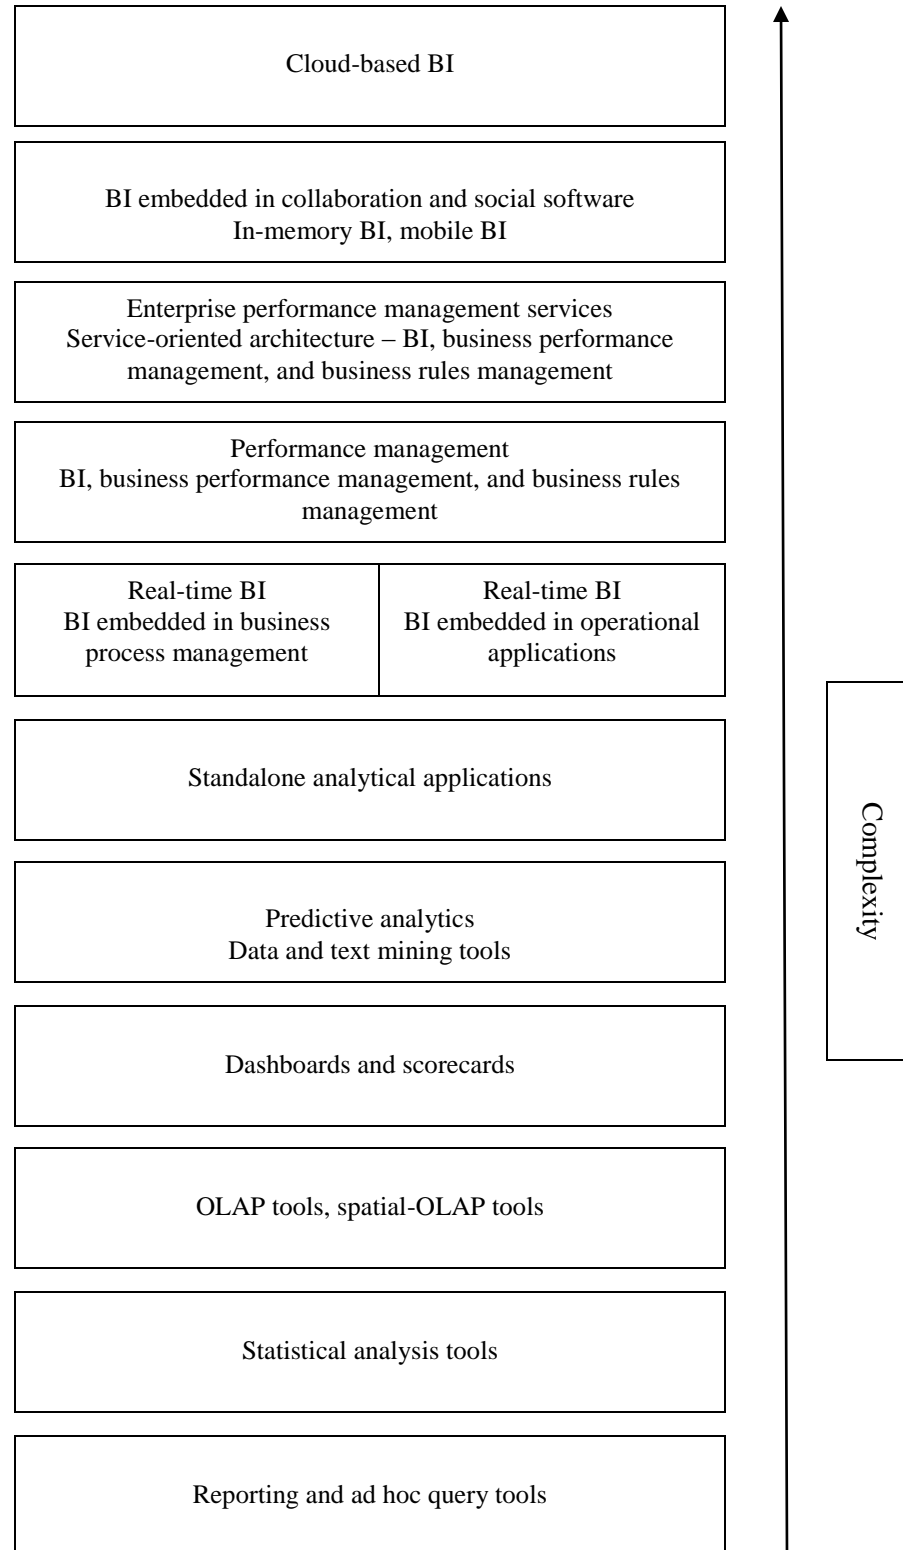 Cloud-based BI
BI embedded in collaboration and social software
In-memory BI, mobile BI
Enterprise performance management services
Service-oriented architecture – BI, business performance
management, and business rules management
Performance management
BI, business performance management, and business rules
management
Real-time BI
BI embedded in business
process management
Real-time BI
BI embedded in operational
applications
Standalone analytical applications
Predictive analytics
Data and text mining tools
Dashboards and scorecards
OLAP tools, spatial-OLAP tools
Statistical analysis tools
Reporting and ad hoc query tools
Complexity